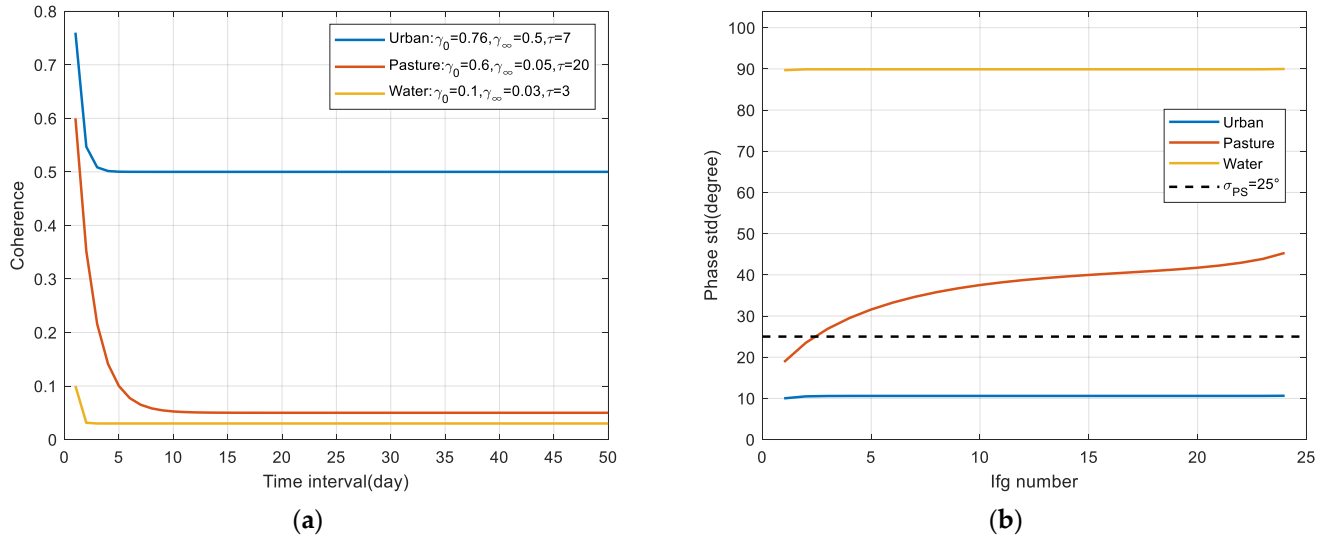 0.8
0.7
0.6
0.5
0.4
0.3
0.2
0.1
0
Coherence
Urban:γ0=0.76,γ∞=0.5,τ=7
Pasture:γ0=0.6,γ∞=0.05,τ=20
Water:γ0=0.1,γ∞=0.03,τ=3
0 5 10 15 20 25 30 35 40 45 50
Time interval(day)
(a)
100
90
80
70
60
50
40
30
20
10
0
Phase std(degree)
Urban
Pasture
Water
σPS=25°
0 5 10 15 20 25
Ifg number
(b)